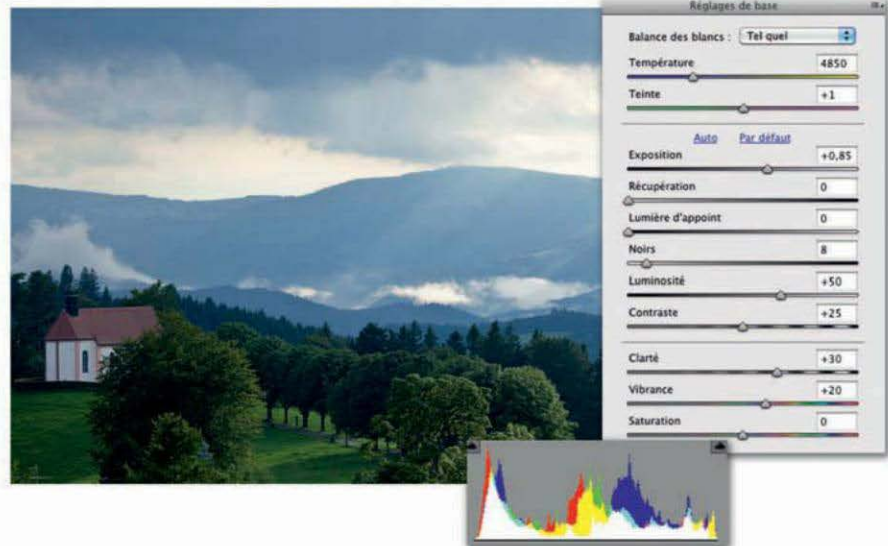 Réglages de base
Balance des blancs : Tel quel
Température 4850
Teinte +1
Auto Par défaut
Exposition +0,85
Récupération 0
Lumière d'appoint 0
Noirs 8
Luminosité +50
Contraste +25
Clarté +30
Vibrance +20
Saturation 0